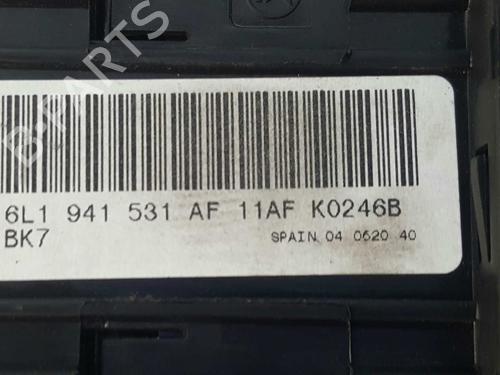 B-PARTS
6L1 941 531 AF 11AF K0246B
BK7
SPAIN 04 0620 40